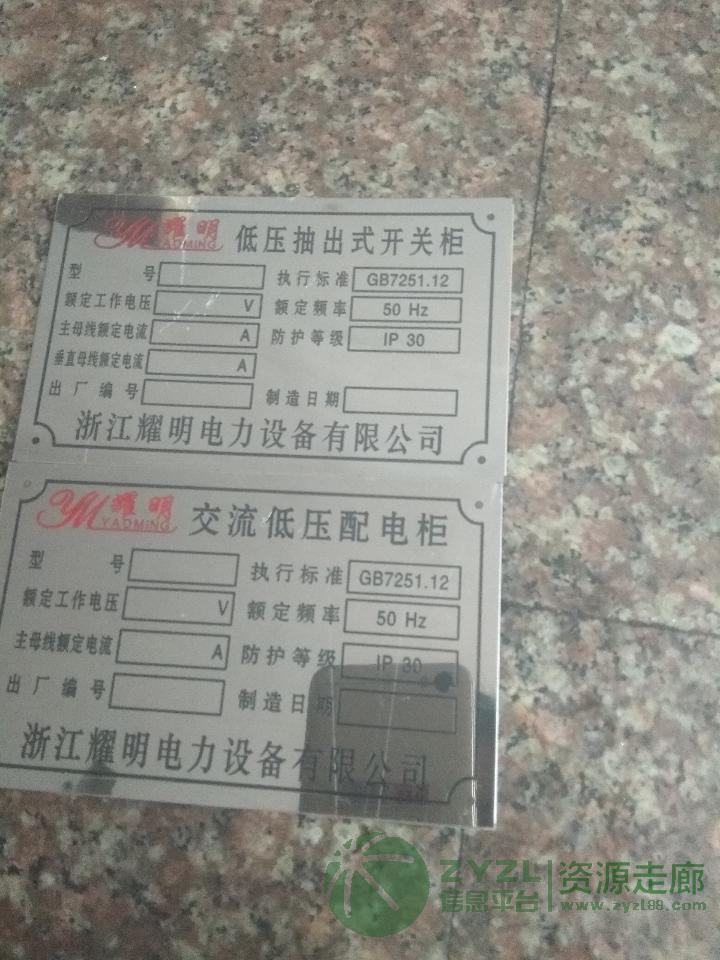 耀明 YAOMING 低压抽出式开关柜
型号 执行标准 GB7251.12
额定工作电压 V 额定频率 50 Hz
主母线额定电流 A 防护等级 IP 30
垂直母线额定电流 A
出厂编号 制造日期
浙江耀明电力设备有限公司
YM 耀明 YAOMING 交流低压配电柜
型号 执行标准 GB7251.12
额定工作电压 V 额定频率 50 Hz
主母线额定电流 A 防护等级 IP 30
出厂编号 制造日期
浙江耀明电力设备有限公司
ZYZL 资源走廊
信息平台 www.zyzl88.com